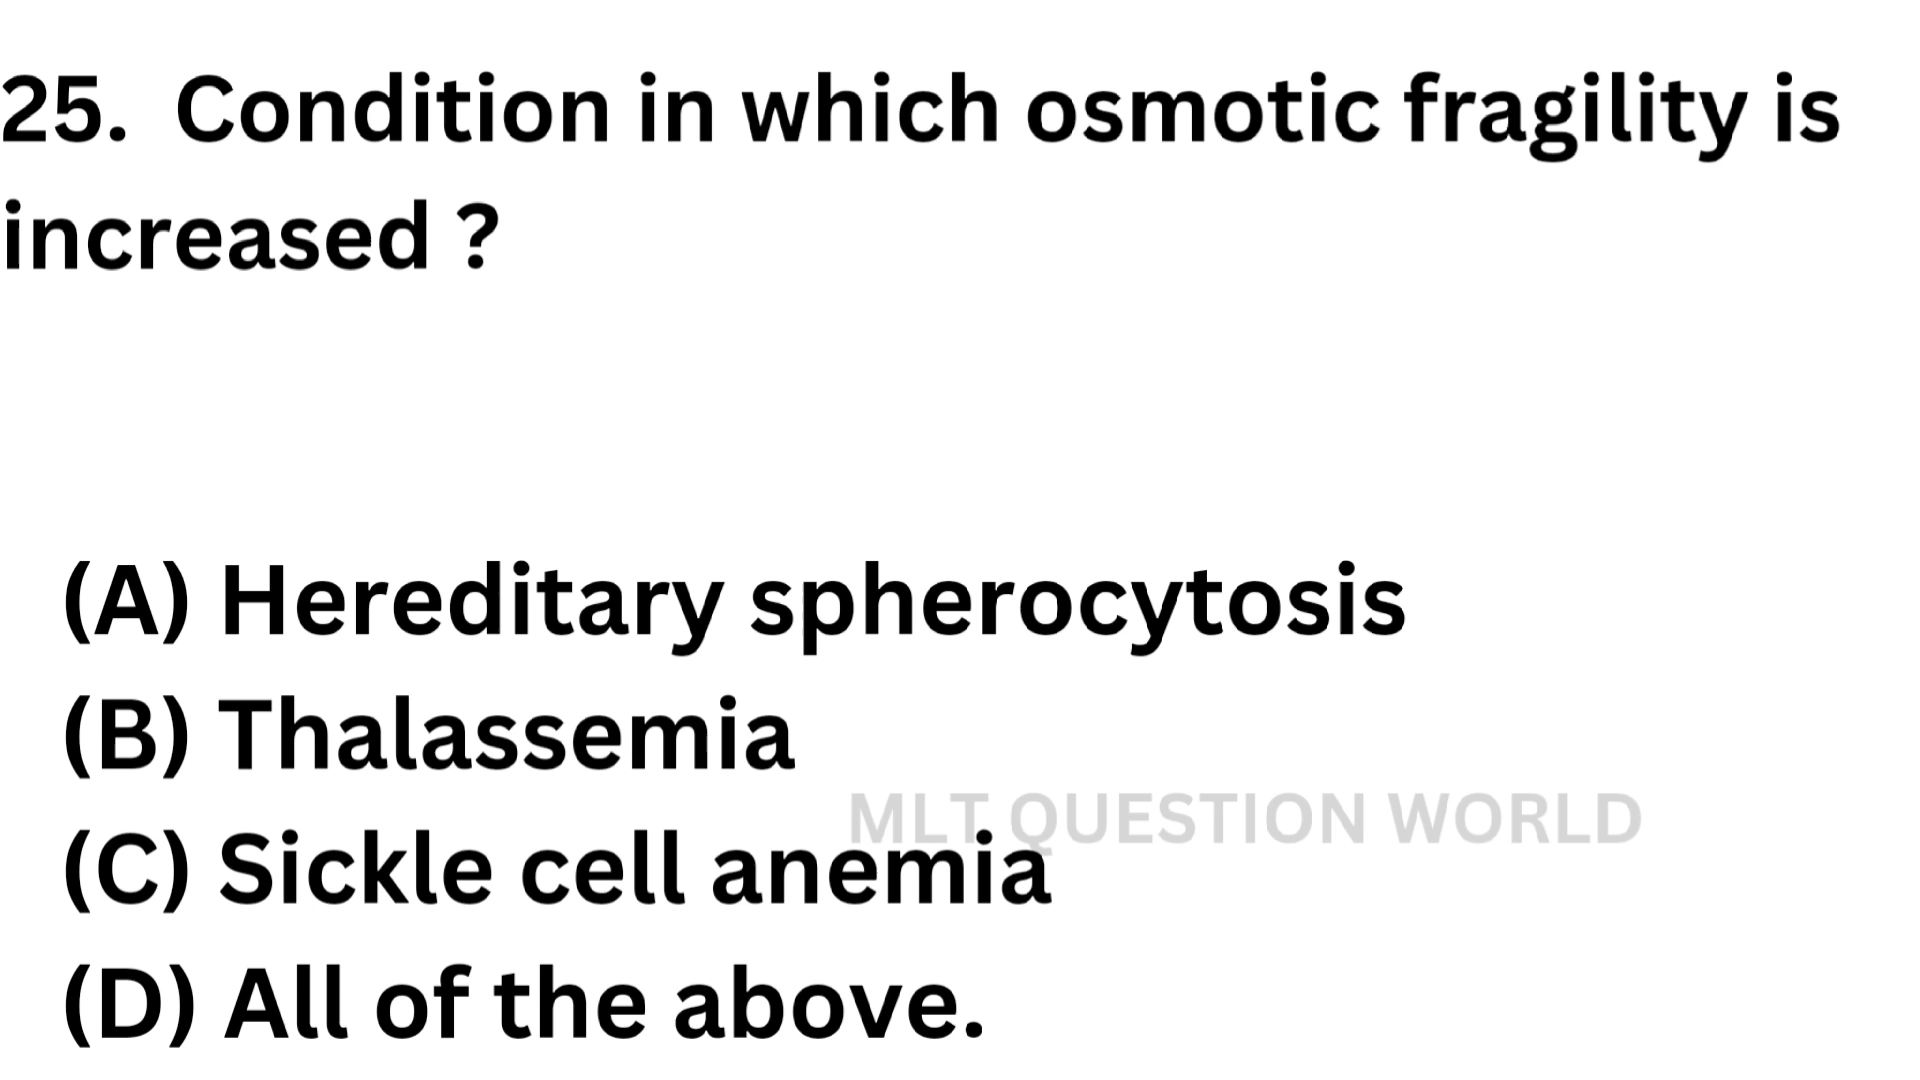 25. Condition in which osmotic fragility is
increased ?
(A) Hereditary spherocytosis
(B) Thalassemia
MLT QUESTION WORLD
(C) Sickle cell anemia
(D) All of the above.